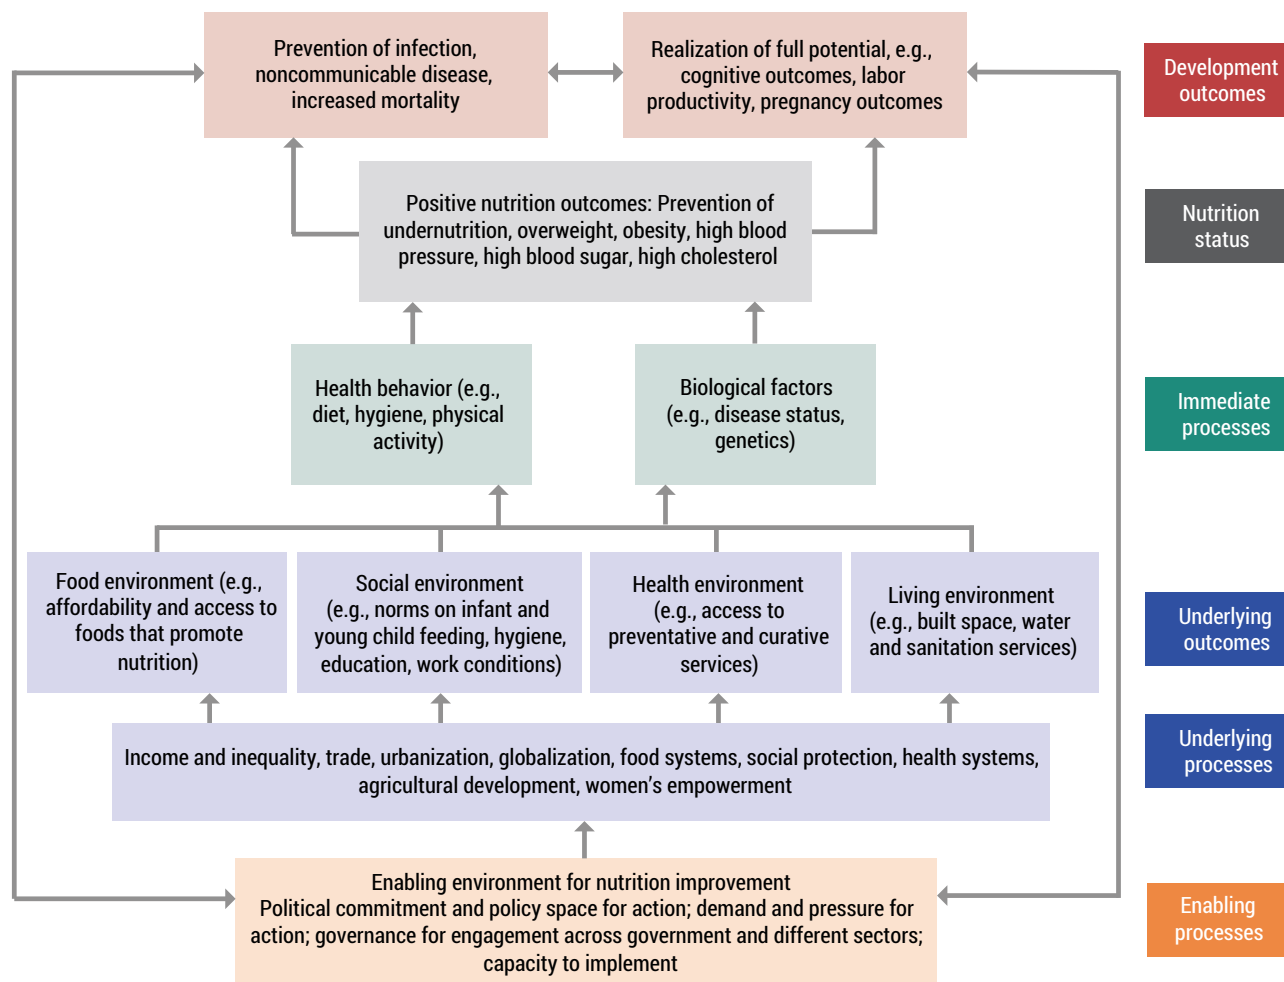 Prevention of infection,
noncommunicable disease,
increased mortality
Realization of full potential, e.g.,
cognitive outcomes, labor
productivity, pregnancy outcomes
Development
outcomes
Positive nutrition outcomes: Prevention of
undernutrition, overweight, obesity, high blood
pressure, high blood sugar, high cholesterol
Nutrition
status
Health behavior (e.g.,
diet, hygiene, physical
activity)
Biological factors
(e.g., disease status,
genetics)
Immediate
processes
Food environment (e.g.,
affordability and access to
foods that promote
nutrition)
Social environment
(e.g., norms on infant and
young child feeding, hygiene,
education, work conditions)
Health environment
(e.g., access to
preventative and curative
services)
Living environment
(e.g., built space, water
and sanitation services)
Underlying
outcomes
Income and inequality, trade, urbanization, globalization, food systems, social protection, health systems,
agricultural development, women’s empowerment
Underlying
processes
Enabling environment for nutrition improvement
Political commitment and policy space for action; demand and pressure for
action; governance for engagement across government and different sectors;
capacity to implement
Enabling
processes